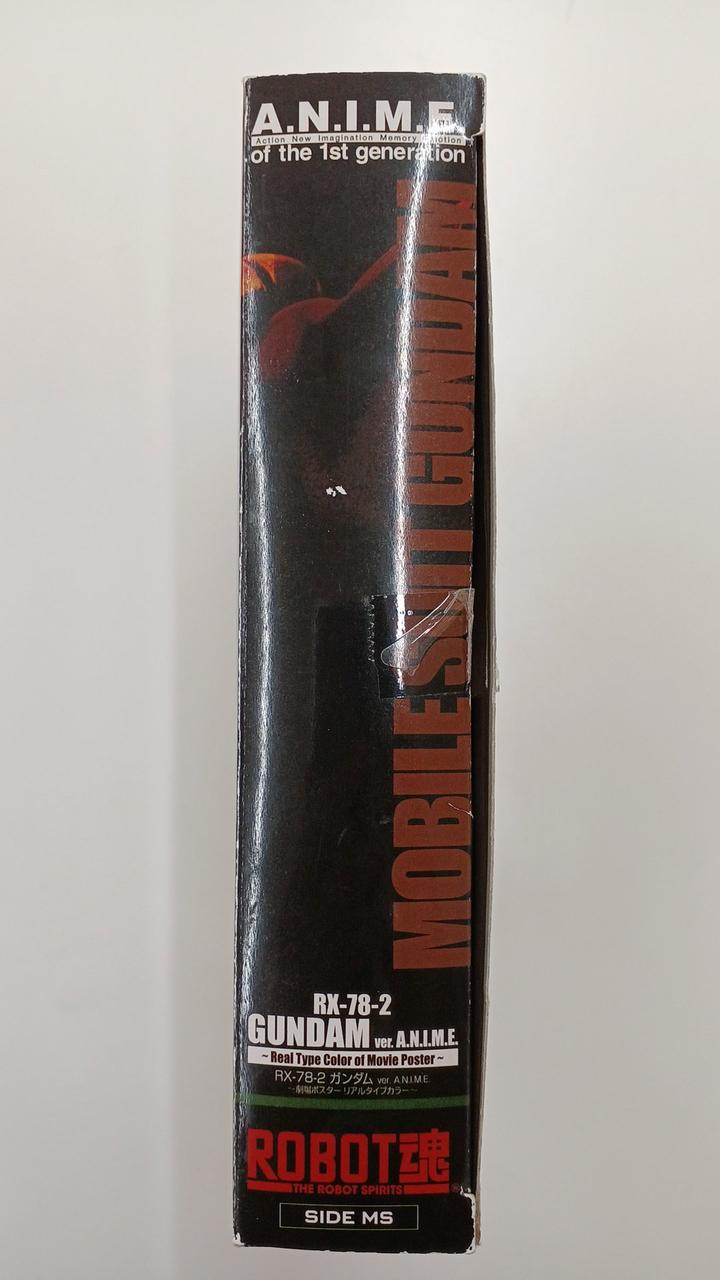 A.N.I.M.E.
Action New Imagination Memory Emotion
of the 1st generation
MOBILE SUIT GUNDAM
RX-78-2
GUNDAM ver. A.N.I.M.E.
~ Real Type Color of Movie Poster ~
RX-78-2 ガンダム ver. A.N.I.M.E.
~劇場ポスター リアルタイプカラー~
ROBOT魂
THE ROBOT SPIRITS
®
SIDE MS